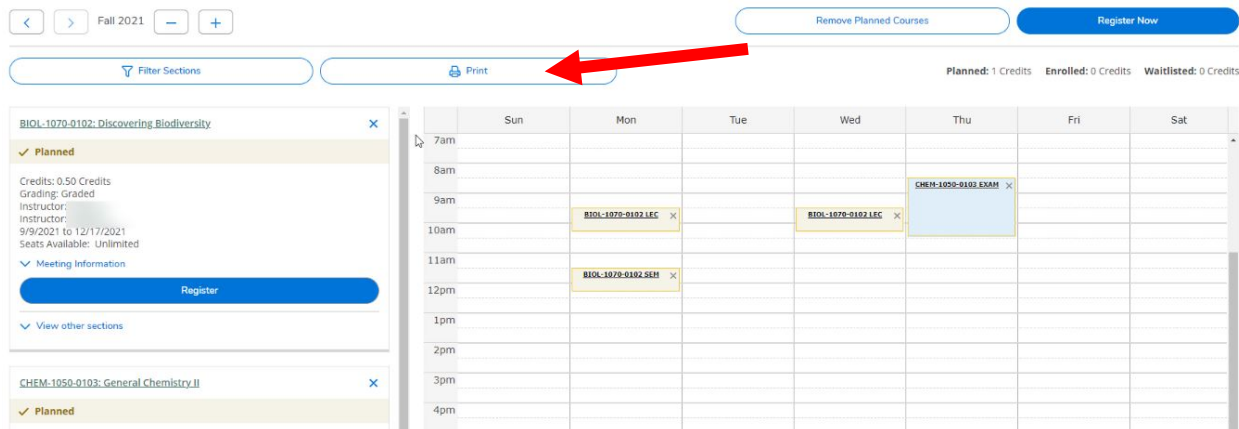 Fall 2021
Remove Planned Courses
Register Now
Filter Sections
Print
Planned: 1 Credits Enrolled: 0 Credits Waitlisted: 0 Credits
BIOL-1070-0102: Discovering Biodiversity
Planned
Credits: 0.50 Credits
Grading: Graded
Instructor:
Instructor:
9/9/2021 to 12/17/2021
Seats Available: Unlimited
Meeting Information
Register
View other sections
CHEM-1050-0103: General Chemistry II
Planned
Sun Mon Tue Wed Thu Fri Sat
7am
8am
CHEM-1050-0103 EXAM
9am
BIOL-1070-0102 LEC BIOL-1070-0102 LEC
10am
11am
BIOL-1070-0102 SEM
12pm
1pm
2pm
3pm
4pm